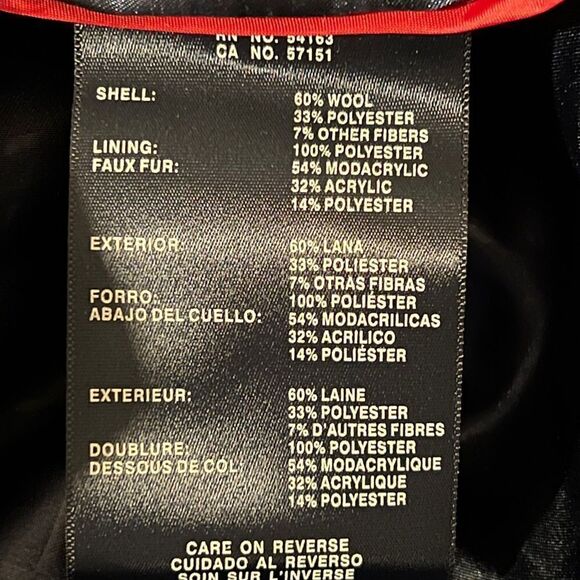 RN NO. 54163
CA NO. 57151
SHELL: 60% WOOL
33% POLYESTER
7% OTHER FIBERS
LINING: 100% POLYESTER
FAUX FUR: 54% MODACRYLIC
32% ACRYLIC
14% POLYESTER
EXTERIOR: 60% LANA
33% POLIESTER
7% OTRAS FIBRAS
FORRO: 100% POLIÉSTER
ABAJO DEL CUELLO: 54% MODACRILICAS
32% ACRILICO
14% POLIÉSTER
EXTERIEUR: 60% LAINE
33% POLYESTER
7% D'AUTRES FIBRES
DOUBLURE: 100% POLYESTER
DESSOUS DE COL: 54% MODACRYLIQUE
32% ACRYLIQUE
14% POLYESTER
CARE ON REVERSE
CUIDADO AL REVERSO
SOIN SUR L'INVERSE